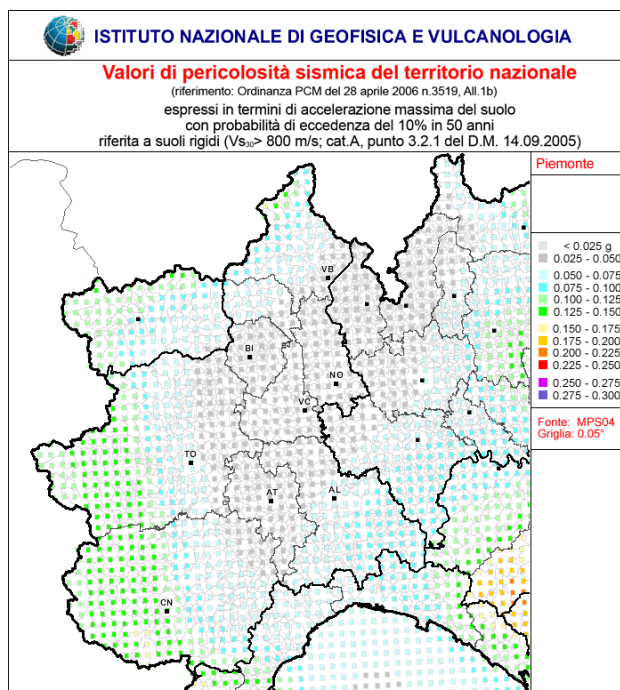 ISTITUTO NAZIONALE DI GEOFISICA E VULCANOLOGIA
Valori di pericolosità sismica del territorio nazionale
(riferimento: Ordinanza PCM del 28 aprile 2006 n.3519, All.1b)
espressi in termini di accelerazione massima del suolo
con probabilità di eccedenza del 10% in 50 anni
riferita a suoli rigidi (Vs30> 800 m/s; cat.A, punto 3.2.1 del D.M. 14.09.2005)
Piemonte
< 0.025 g
0.025 - 0.050
0.050 - 0.075
0.075 - 0.100
0.100 - 0.125
0.125 - 0.150
0.150 - 0.175
0.175 - 0.200
0.200 - 0.225
0.225 - 0.250
0.250 - 0.275
0.275 - 0.300
Fonte: MPS04
Griglia: 0.05°
VB
BI
NO
VC
TO
AT
AL
CN